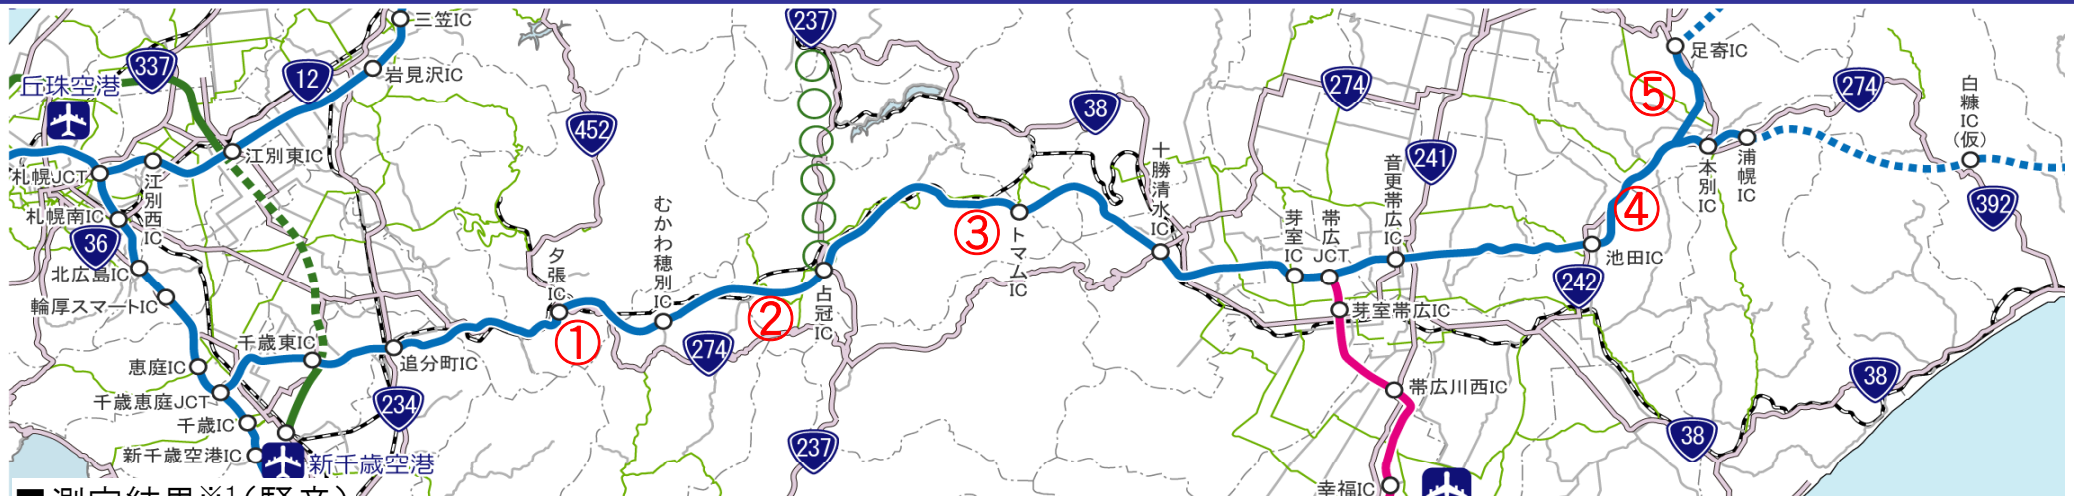 三笠IC
237
337
12
岩見沢IC
丘珠空港
452
38
274
241
足寄IC
⑤
274
白糠IC(仮)
392
江別東IC
札幌JCT
江別西IC
札幌南IC
36
北広島IC
輪厚スマートIC
恵庭IC
千歳恵庭JCT
千歳IC
新千歳空港IC
新千歳空港
千歳東IC
追分町IC
234
夕張IC
①
むかわ穂別IC
274
②
占冠IC
237
③
トマムIC
十勝清水IC
芽室IC
帯広JCT
音更帯広IC
芽室帯広IC
帯広川西IC
幸福IC
池田IC
④
242
本別IC
浦幌IC
38
38
■測定結果※1(騒音)